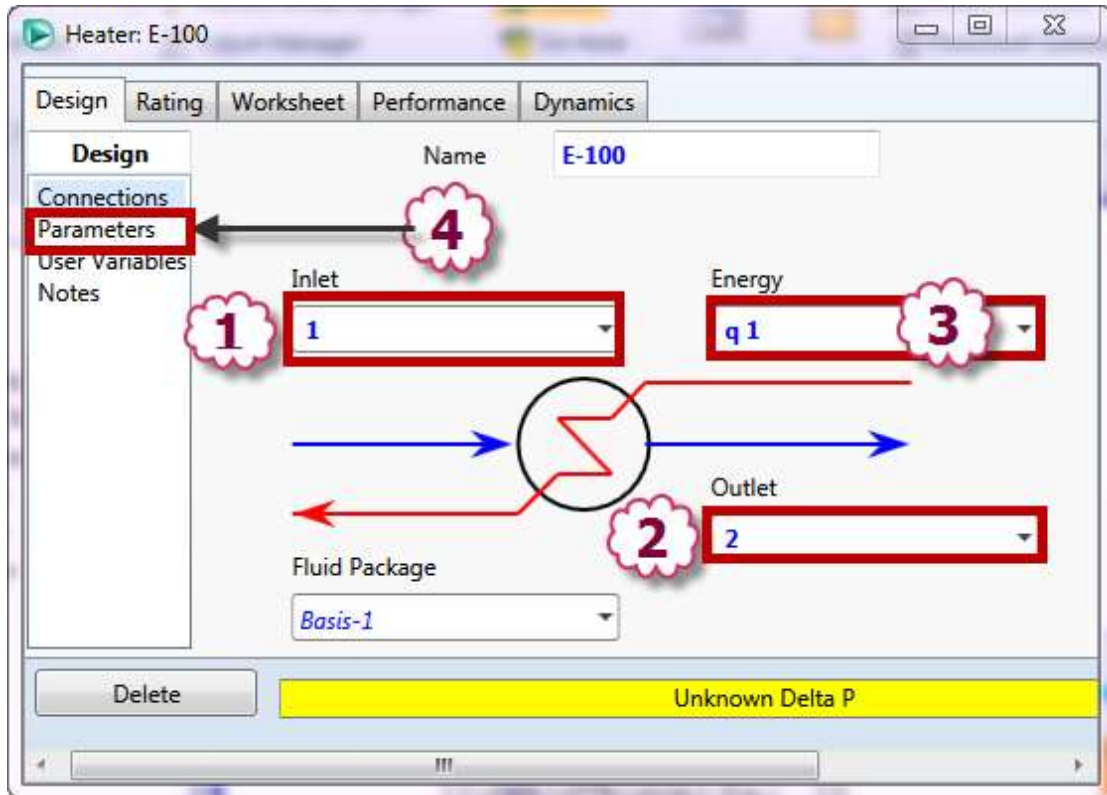 Heater: E-100
Design Rating Worksheet Performance Dynamics
Design
Name E-100
Connections
Parameters
User Variables
Notes
4
Inlet
Energy
1
1
q 1
3
Outlet
2
2
Fluid Package
Basis-1
Delete
Unknown Delta P